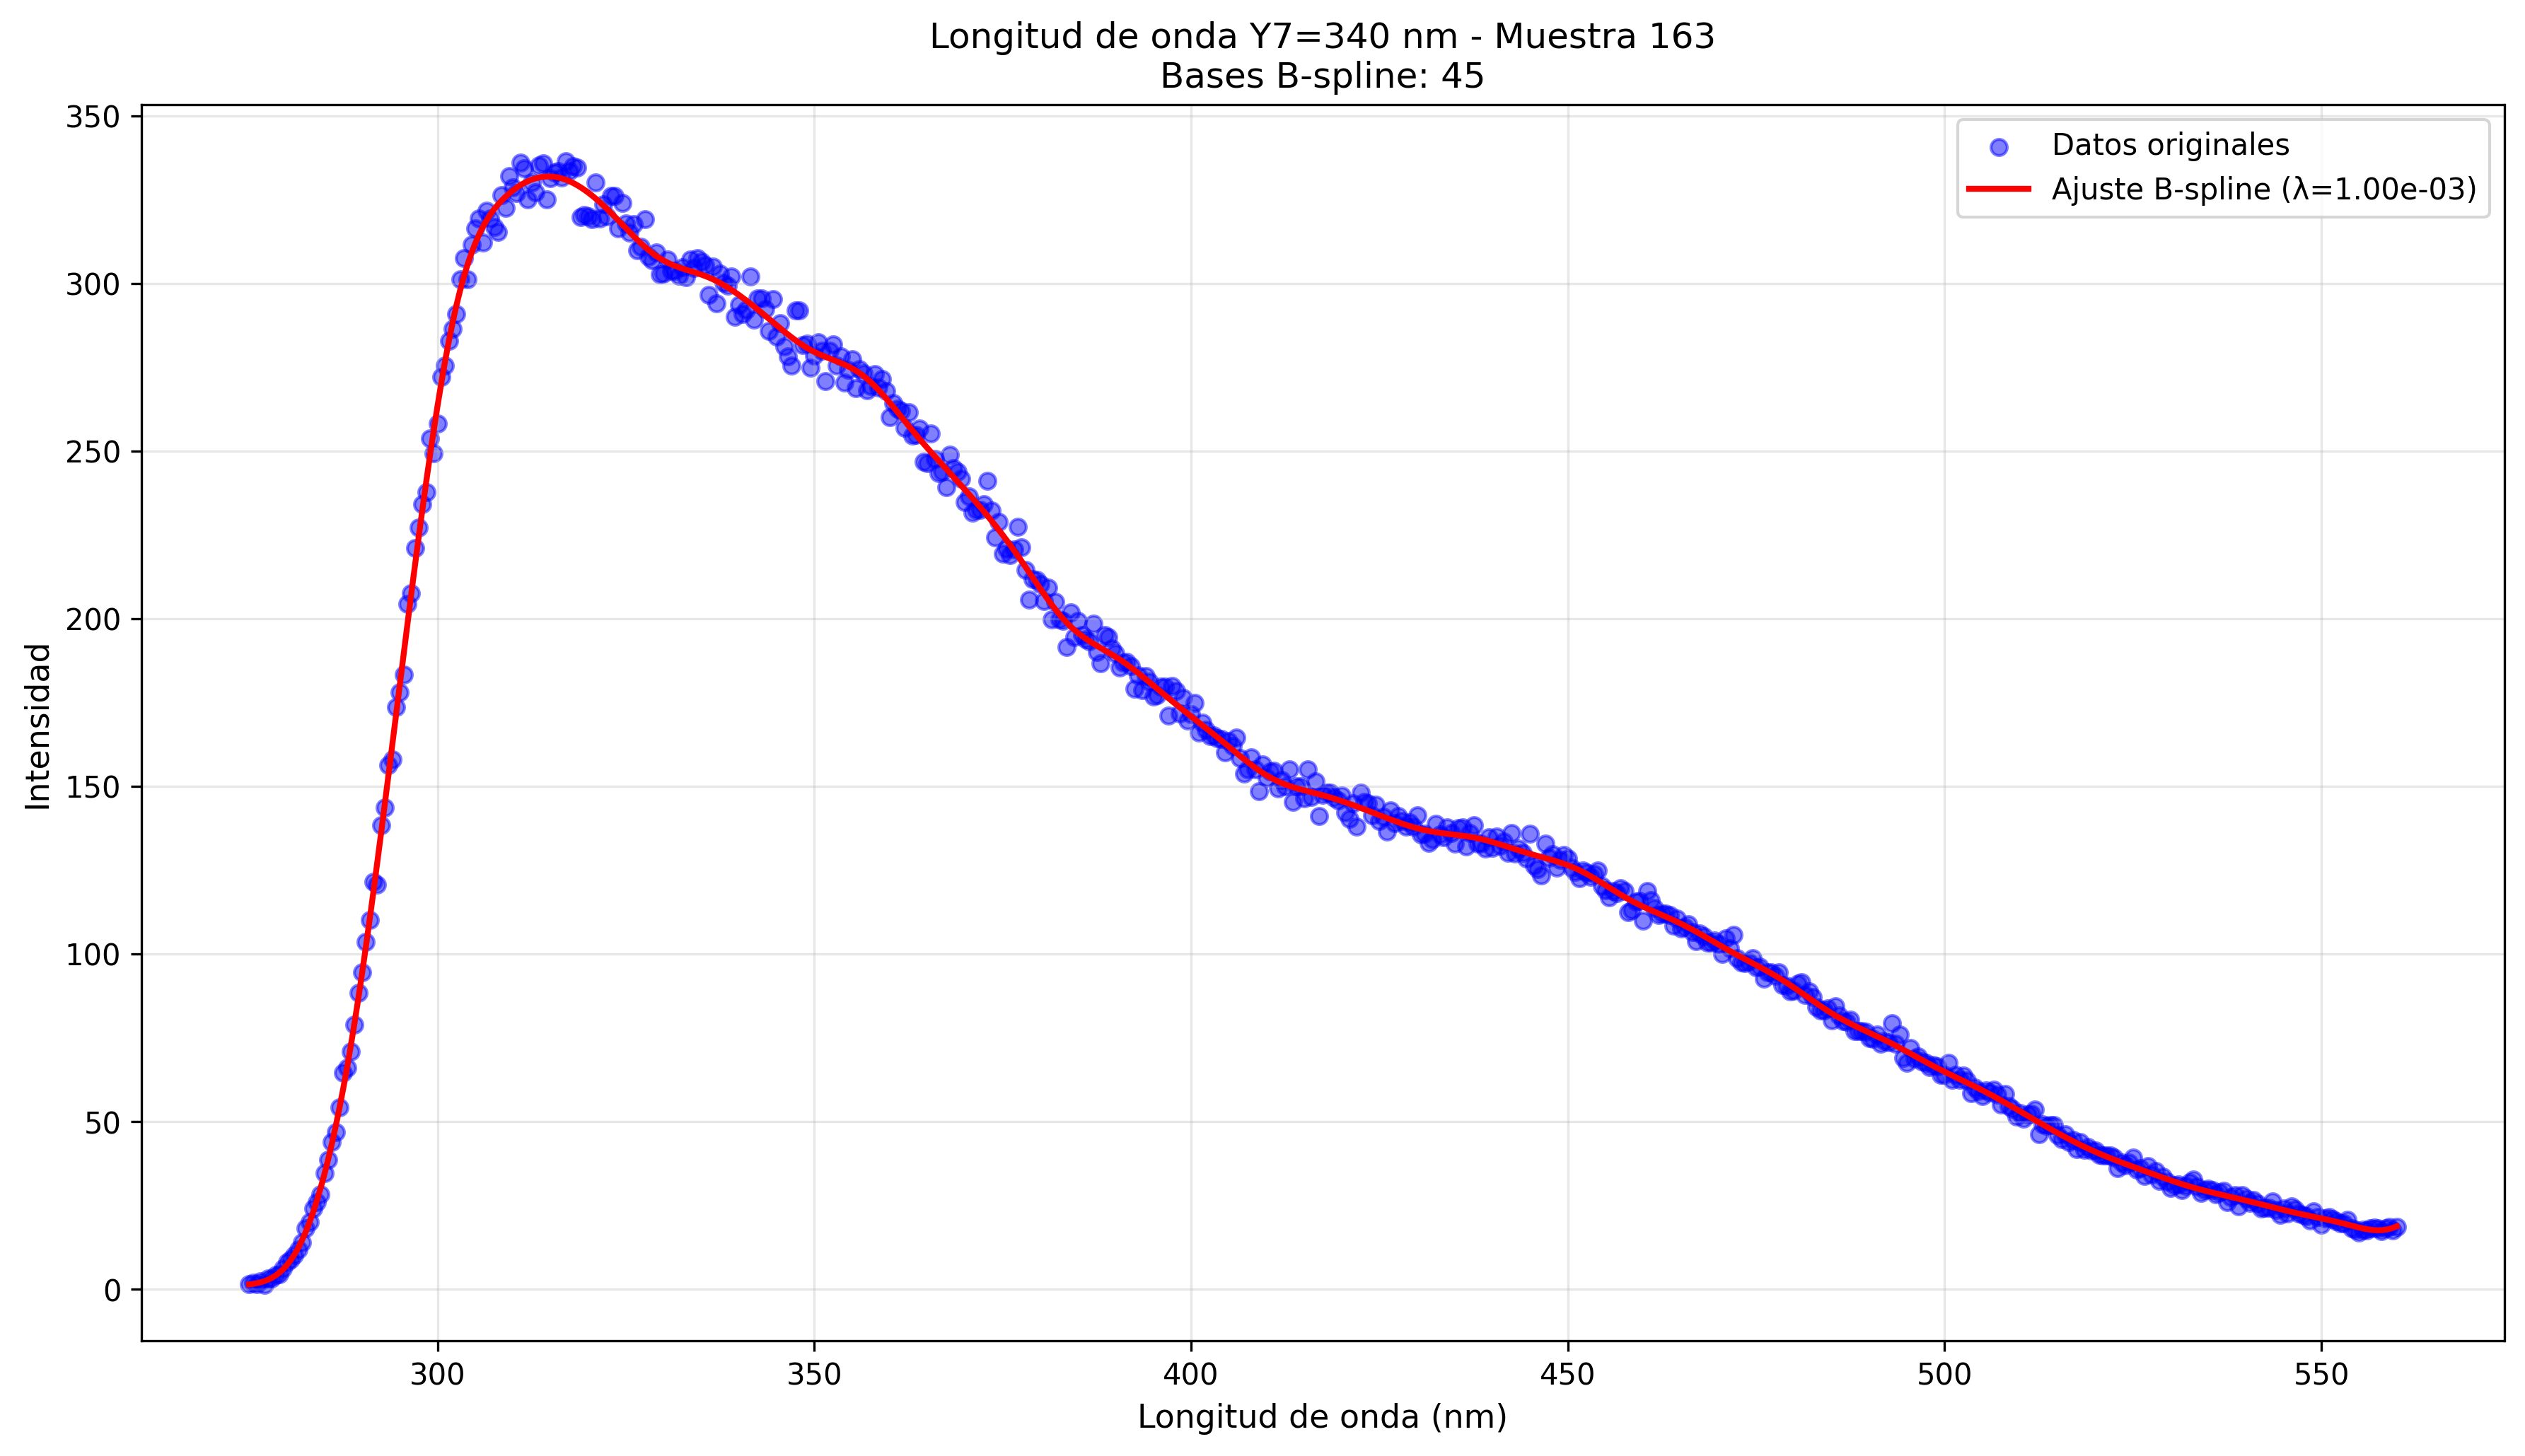 Longitud de onda Y7=340 nm - Muestra 163
Bases B-spline: 45
Datos originales
Ajuste B-spline (λ=1.00e-03)
Intensidad
350
300
250
200
150
100
50
0
300 350 400 450 500 550
Longitud de onda (nm)